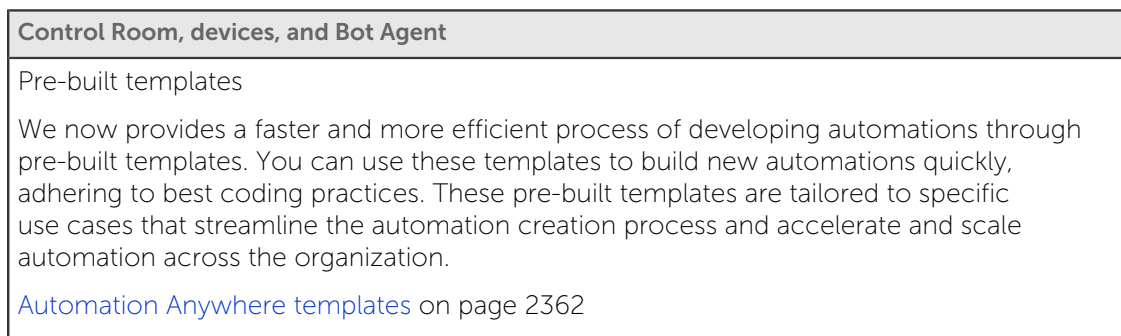 Control Room, devices, and Bot Agent
Pre-built templates
We now provides a faster and more efficient process of developing automations through
pre-built templates. You can use these templates to build new automations quickly,
adhering to best coding practices. These pre-built templates are tailored to specific
use cases that streamline the automation creation process and accelerate and scale
automation across the organization.
Automation Anywhere templates on page 2362